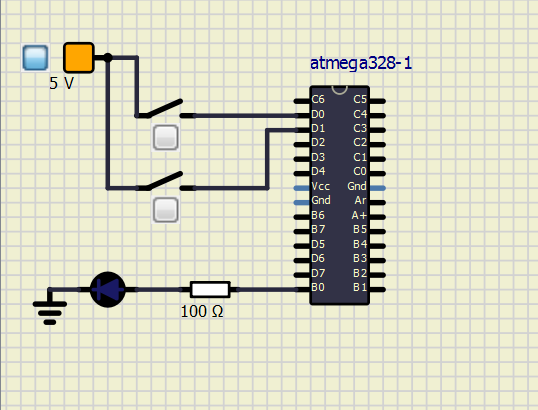 atmega328-1
5 V
C6 C5
D0 C4
D1 C3
D2 C2
D3 C1
D4 C0
Vcc Gnd
Gnd Ar
B6 A+
B7 B5
D5 B4
D6 B3
D7 B2
B0 B1
100 Ω